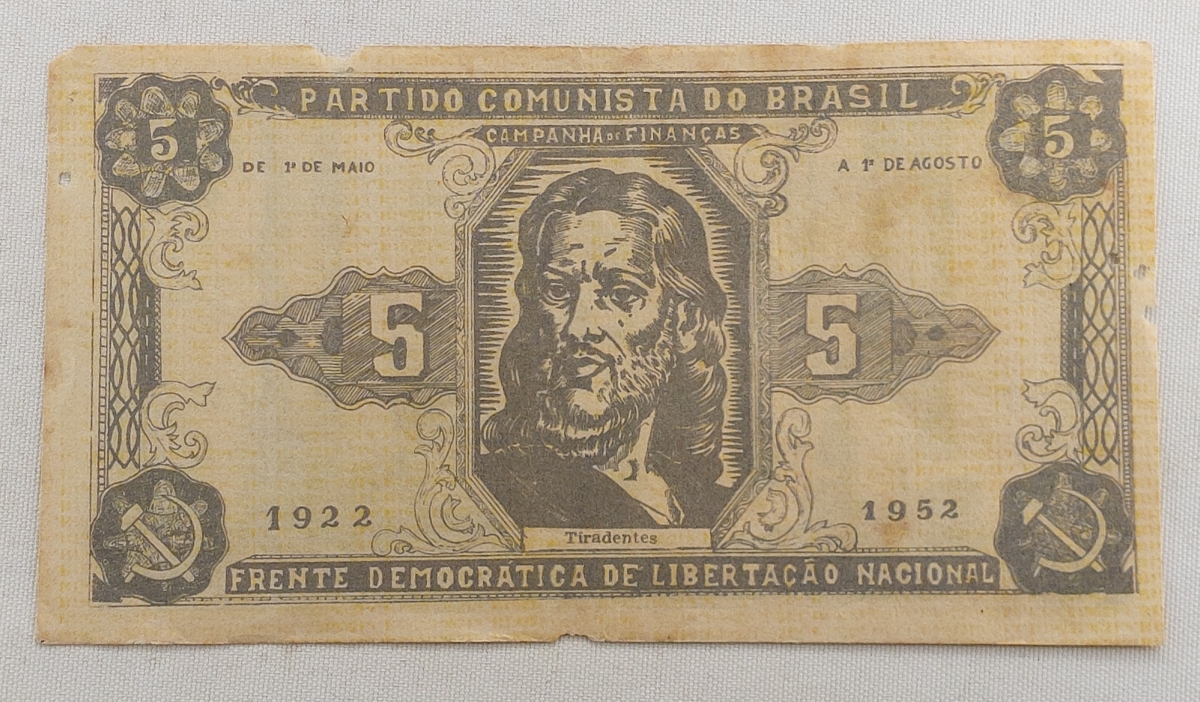 PARTIDO COMUNISTA DO BRASIL
CAMPANHA DE FINANÇAS
5
5
DE 1º DE MAIO
A 1º DE AGOSTO
5
5
1922
1952
Tiradentes
FRENTE DEMOCRÁTICA DE LIBERTAÇÃO NACIONAL